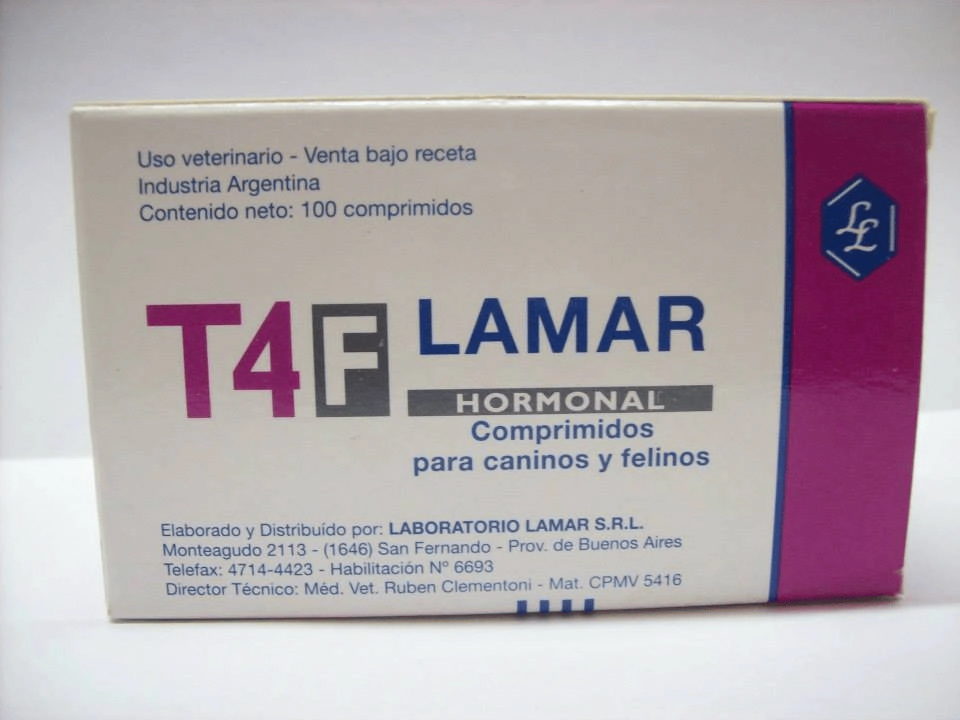 Uso veterinario - Venta bajo receta
Industria Argentina
Contenido neto: 100 comprimidos
LL
T4F LAMAR
HORMONAL
Comprimidos
para caninos y felinos
Elaborado y Distribuído por: LABORATORIO LAMAR S.R.L.
Monteagudo 2113 - (1646) San Fernando - Prov. de Buenos Aires
Telefax: 4714-4423 - Habilitación Nº 6693
Director Técnico: Méd. Vet. Ruben Clementoni - Mat. CPMV 5416